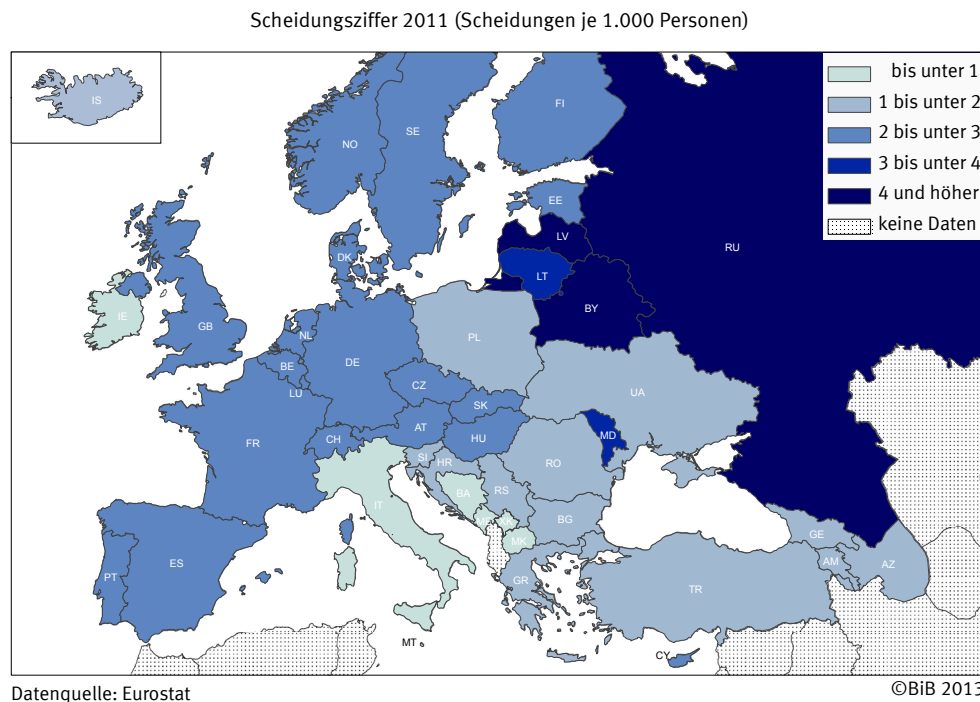 Scheidungsziffer 2011 (Scheidungen je 1.000 Personen)
bis unter 1
1 bis unter 2
2 bis unter 3
3 bis unter 4
4 und höher
keine Daten
IS
FI
NO
SE
EE
RU
LV
DK
LT
IE
BY
GB
NL
PL
DE
BE
CZ
LU
UA
SK
AT
FR
CH
HU
MD
SI
HR
RO
BA
RS
IT
ME
XK
BG
GE
MK
ES
AM
AZ
PT
GR
TR
MT
CY
Datenquelle: Eurostat
©BiB 2013